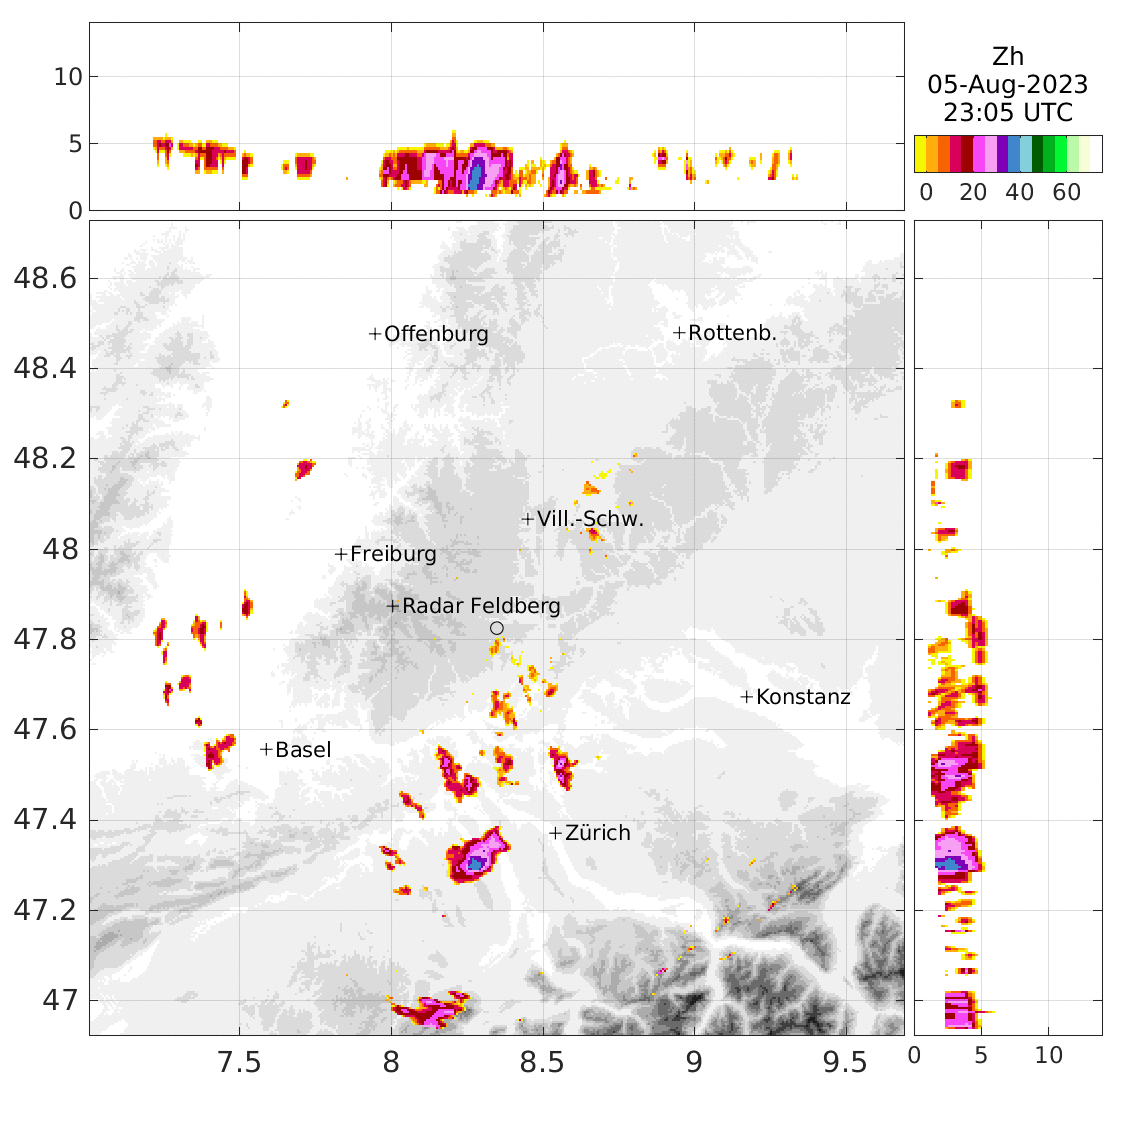 10
5
0
Zh
05-Aug-2023
23:05 UTC
0 20 40 60
48.6
48.4
48.2
48
47.8
47.6
47.4
47.2
47
Offenburg
Rottenb.
Vill.-Schw.
Freiburg
Radar Feldberg
Konstanz
Basel
Zürich
7.5 8 8.5 9 9.5
0 5 10